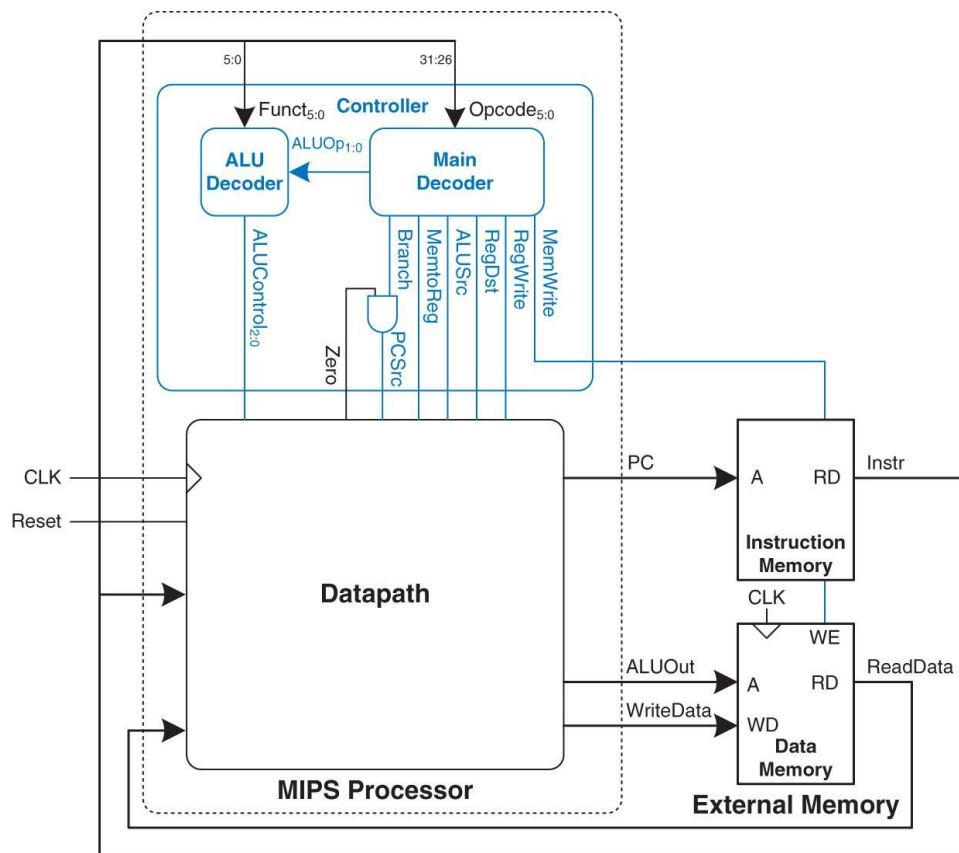 5:0
31:26
Controller
Funct5:0
Opcode5:0
ALUOp1:0
ALU
Decoder
Main
Decoder
ALUControl2:0
Branch
MemtoReg
ALUSrc
RegDst
RegWrite
MemWrite
Zero
PCSrc
CLK
Reset
PC
A
RD
Instr
Instruction
Memory
Datapath
CLK
WE
ALUOut
A
RD
ReadData
WriteData
WD
Data
Memory
MIPS Processor
External Memory